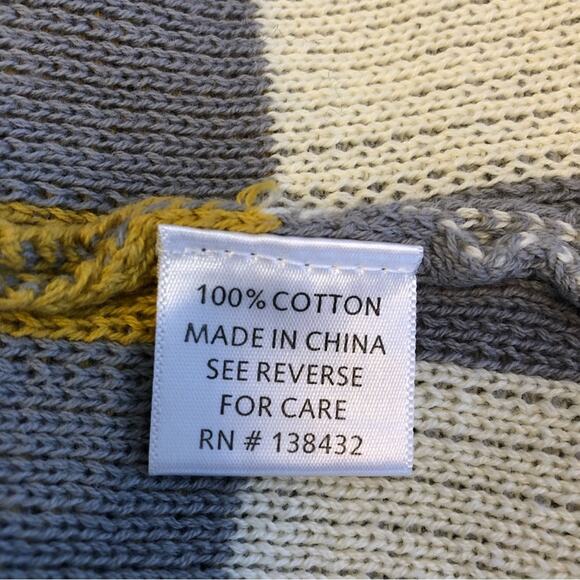 100% COTTON
MADE IN CHINA
SEE REVERSE
FOR CARE
RN # 138432